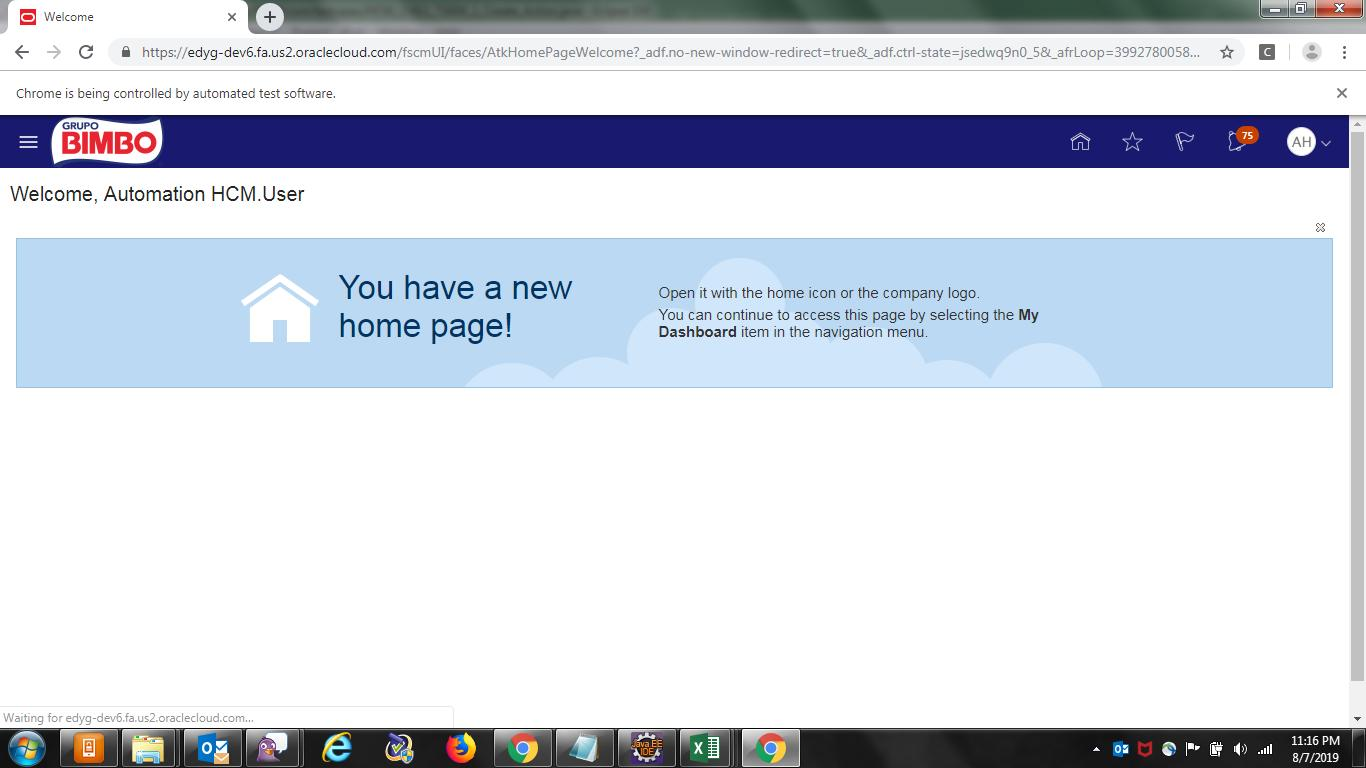 Welcome
https://edyg-dev6.fa.us2.oraclecloud.com/fscmUI/faces/AtkHomePageWelcome?_adf.no-new-window-redirect=true&_adf.ctrl-state=jsedwq9n0_5&_afrLoop=3992780058...
C
Chrome is being controlled by automated test software.
GRUPO
BIMBO
75
AH
Welcome, Automation HCM.User
You have a new
home page!
Open it with the home icon or the company logo.
You can continue to access this page by selecting the My
Dashboard item in the navigation menu.
Waiting for edyg-dev6.fa.us2.oraclecloud.com...
Java EE
IDE
11:16 PM
8/7/2019